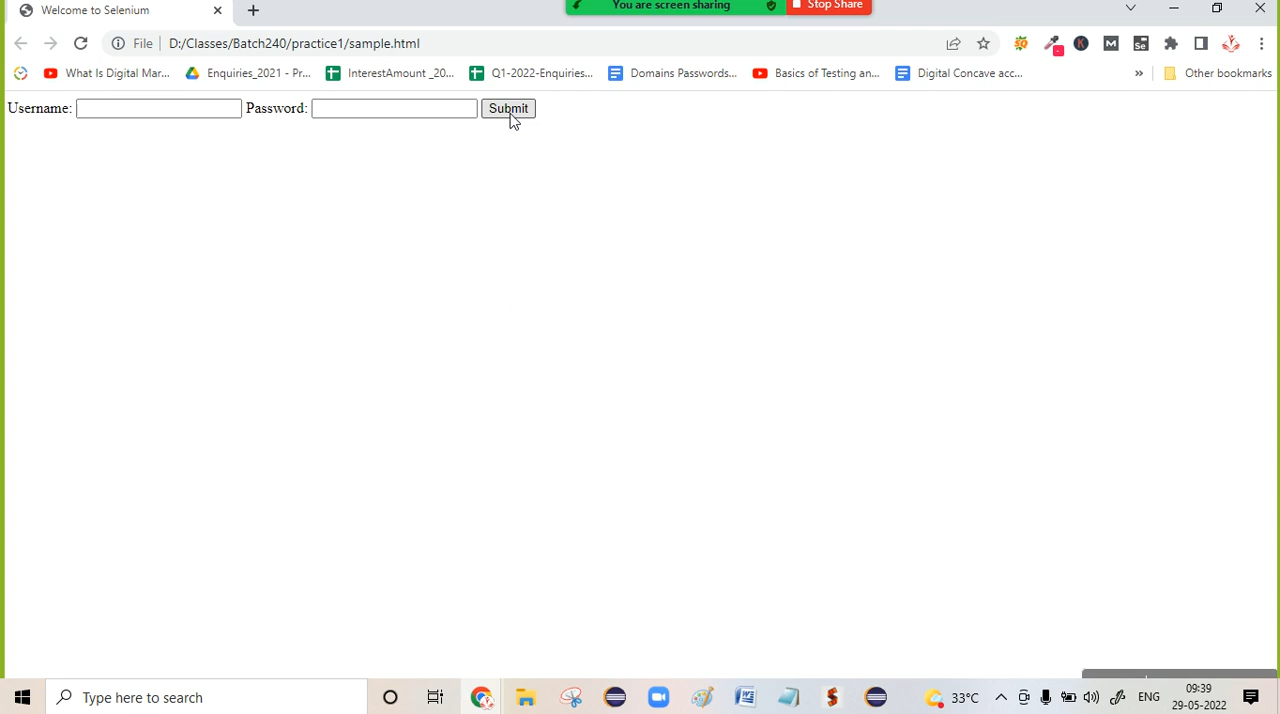 Welcome to Selenium
You are screen sharing
Stop Share
File
D:/Classes/Batch240/practice1/sample.html
What Is Digital Mar...
Enquiries_2021 - Pr...
InterestAmount _20...
Q1-2022-Enquiries...
Domains Passwords...
Basics of Testing an...
Digital Concave acc...
»
Other bookmarks
Username:
Password:
Submit
Type here to search
33°C
ENG
09:39
29-05-2022